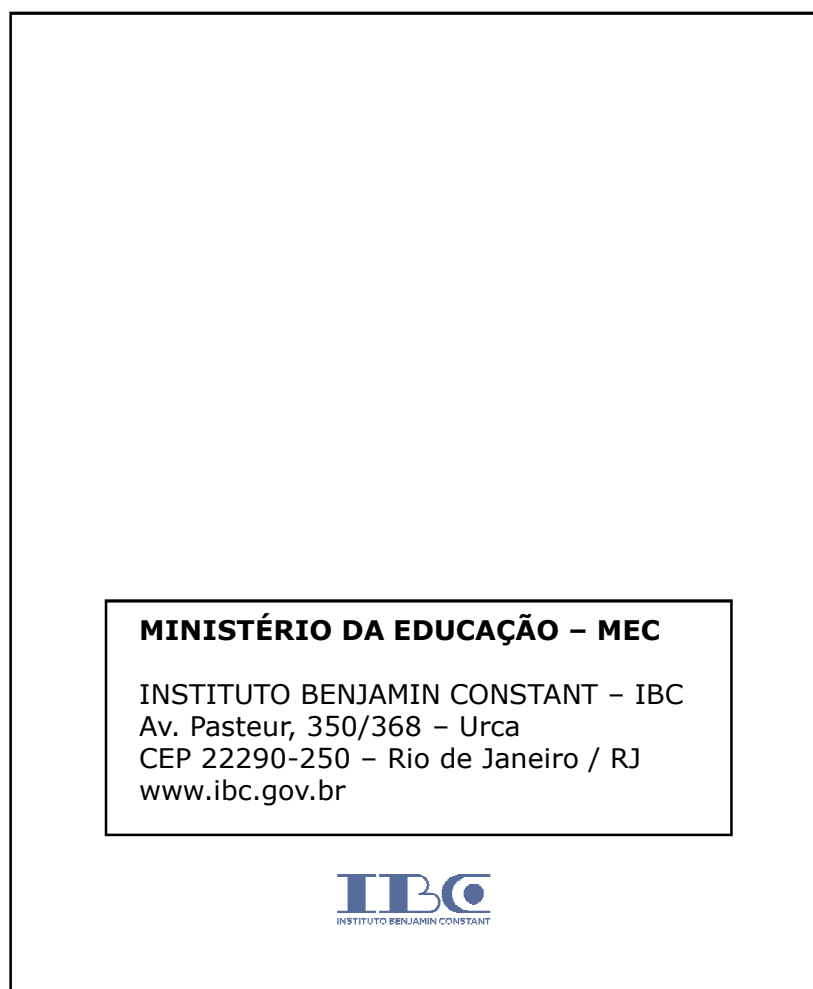 MINISTÉRIO DA EDUCAÇÃO – MEC
INSTITUTO BENJAMIN CONSTANT – IBC
Av. Pasteur, 350/368 – Urca
CEP 22290-250 – Rio de Janeiro / RJ
www.ibc.gov.br
IBC
INSTITUTO BENJAMIN CONSTANT